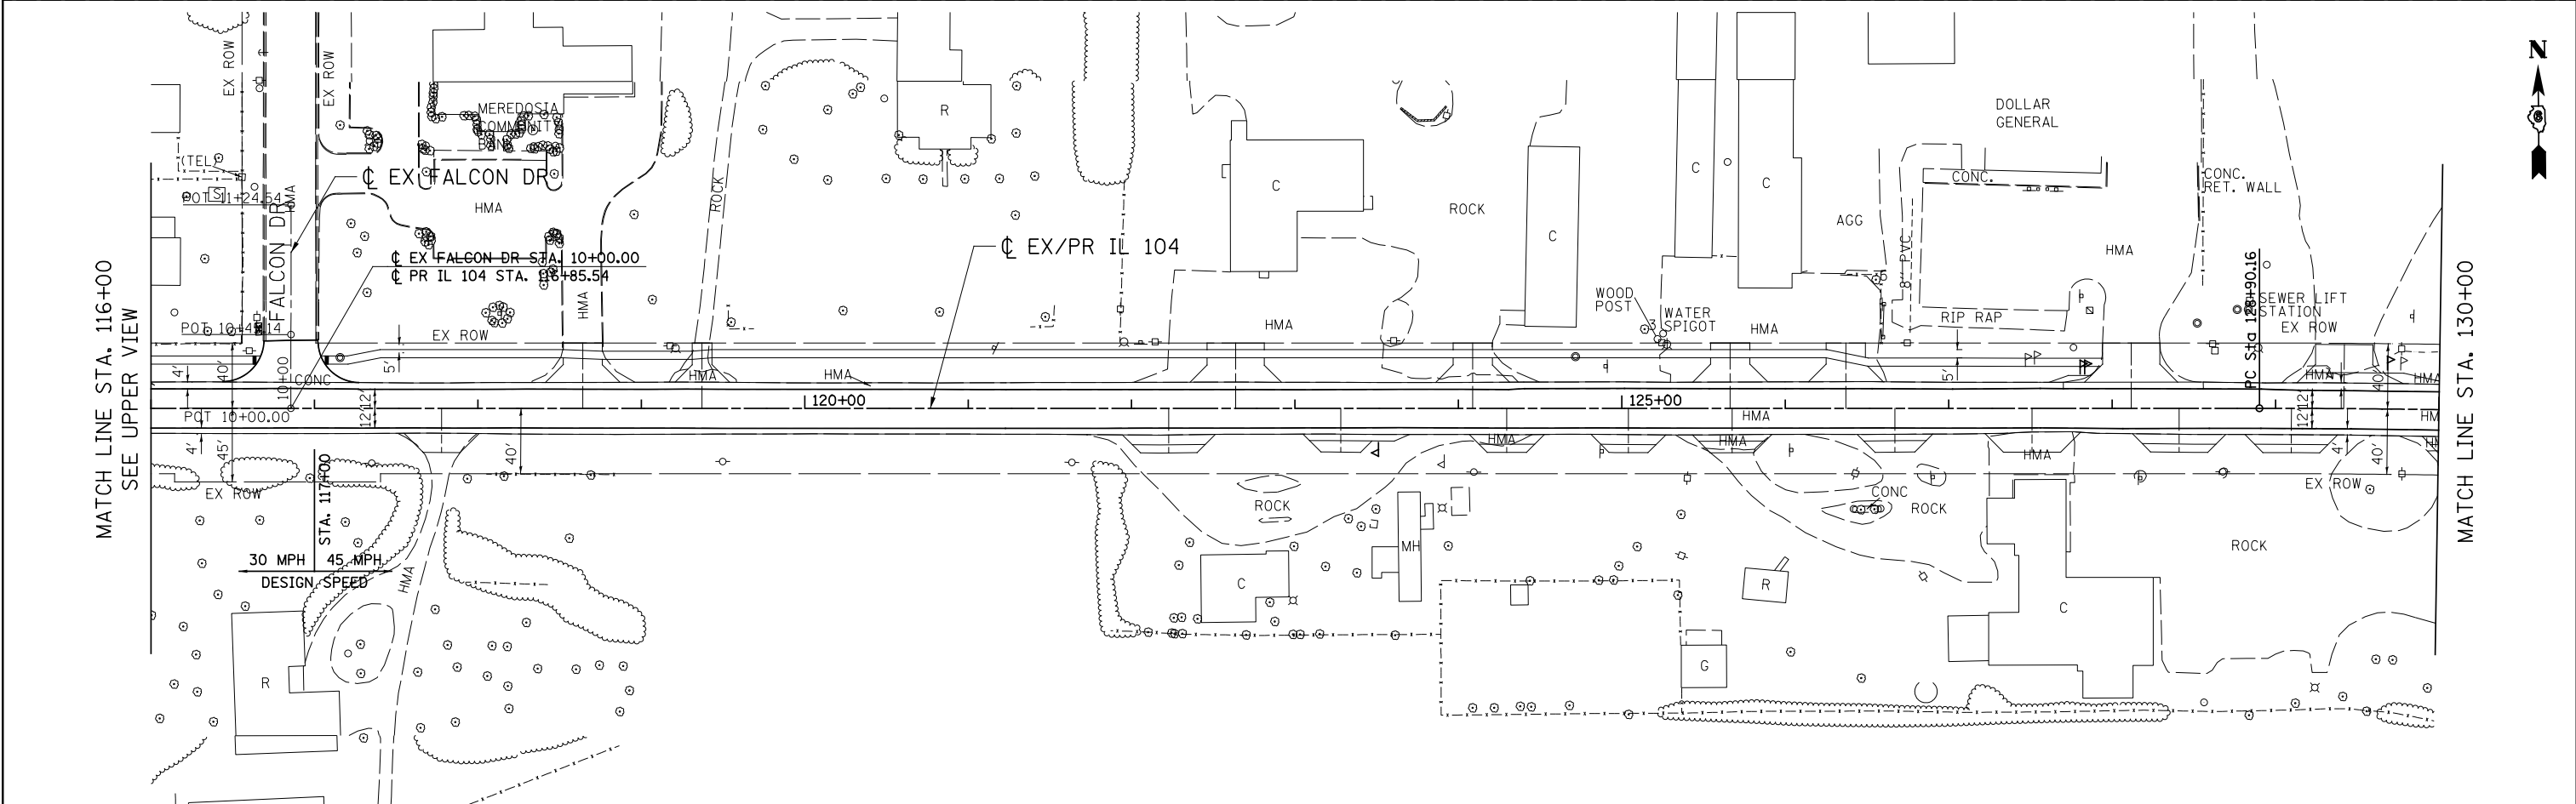 N
EX ROW
EX ROW
MEREDOSIA
COMMUNITY
BANK
R
DOLLAR
GENERAL
(TEL)
S
POT 11+24.54
HMA
℄ EX FALCON DR
HMA
ROCK
C
ROCK
C
C
C
AGG
CONC.
CONC.
RET. WALL
HMA
FALCON DR
℄ EX FALCON DR STA. 10+00.00
℄ PR IL 104 STA. 116+85.54
℄ EX/PR IL 104
8" PVC
MATCH LINE STA. 116+00
SEE UPPER VIEW
POT 10+41.14
EX ROW
HMA
HMA
WOOD
POST
3
WATER
SPIGOT
HMA
RIP RAP
PC Sta 128+90.16
SEWER LIFT
STATION
EX ROW
MATCH LINE STA. 130+00
4'
40'
10+00
CONC
5'
HMA
HMA
5'
HMA
40'
HMA
POT 10+00.00
12'
12'
120+00
125+00
HMA
12'
12'
HM
4'
45'
40'
HMA
HMA
HMA
4'
40'
EX ROW
STA. 117+00
ROCK
CONC
ROCK
EX ROW
30 MPH
45 MPH
DESIGN SPEED
HMA
C
MH
R
C
ROCK
R
G